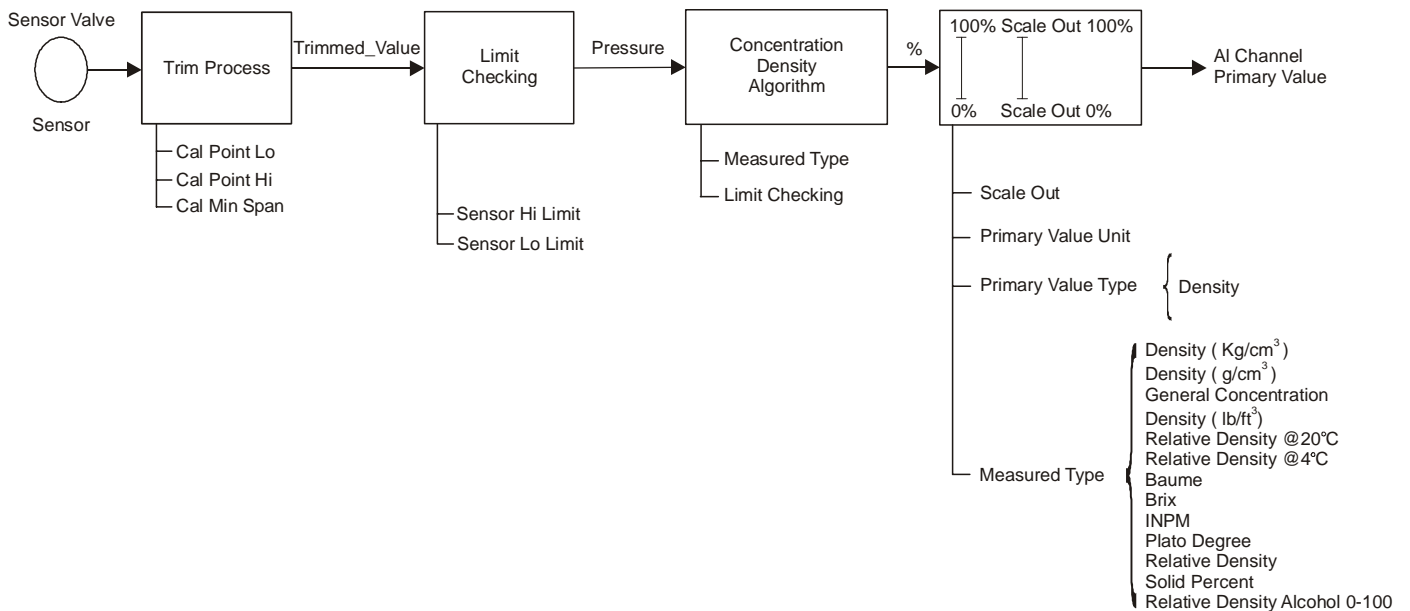 Sensor Valve
Sensor
Trim Process
Cal Point Lo
Cal Point Hi
Cal Min Span
Trimmed_Value
Limit
Checking
Sensor Hi Limit
Sensor Lo Limit
Pressure
Concentration
Density
Algorithm
Measured Type
Limit Checking
%
100% Scale Out 100%
0% Scale Out 0%
AI Channel
Primary Value
Scale Out
Primary Value Unit
Primary Value Type
Density
Measured Type
Density ( Kg/cm³ )
Density ( g/cm³ )
General Concentration
Density ( lb/ft³)
Relative Density @20°C
Relative Density @4°C
Baume
Brix
INPM
Plato Degree
Relative Density
Solid Percent
Relative Density Alcohol 0-100